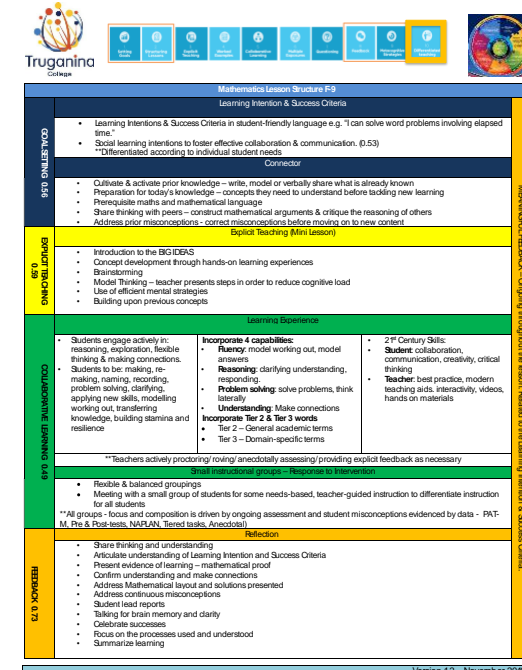 Truganina
College
Setting
Goals
Structuring
Lessons
Explicit
Teaching
Worked
Examples
Collaborative
Learning
Multiple
Exposures
Questioning
Feedback
Metacognitive
Strategies
Differentiated
Teaching
Mathematics Lesson Structure F-9
GOAL SETTING 0.56
Learning Intention & Success Criteria
• Learning Intentions & Success Criteria in student-friendly language e.g. "I can solve word problems involving elapsed
time."
• Social learning intentions to foster effective collaboration & communication. (0.53)
**Differentiated according to individual student needs
Connector
• Cultivate & activate prior knowledge – write, model or verbally share what is already known
• Preparation for today's knowledge – concepts they need to understand before tackling new learning
• Prerequisite maths and mathematical language
• Share thinking with peers – construct mathematical arguments & critique the reasoning of others
• Address prior misconceptions - correct misconceptions before moving on to new content
EXPLICIT TEACHING
0.59
Explicit Teaching (Mini Lesson)
• Introduction to the BIG IDEAS
• Concept development through hands-on learning experiences
• Brainstorming
• Model Thinking – teacher presents steps in order to reduce cognitive load
• Use of efficient mental strategies
• Building upon previous concepts
COLLABORATIVE LEARNING 0.49
Learning Experience
• Students engage actively in:
reasoning, exploration, flexible
thinking & making connections.
• Students to be: making, re-
making, naming, recording,
problem solving, clarifying,
applying new skills, modelling
working out, transferring
knowledge, building stamina and
resilience
Incorporate 4 capabilities:
• Fluency: model working out, model
answers
• Reasoning: clarifying understanding,
responding.
• Problem solving: solve problems, think
laterally
• Understanding: Make connections
Incorporate Tier 2 & Tier 3 words
• Tier 2 – General academic terms
• Tier 3 – Domain-specific terms
• 21st Century Skills:
• Student: collaboration,
communication, creativity, critical
thinking
• Teacher: best practice, modern
teaching aids. interactivity, videos,
hands on materials
**Teachers actively proctoring/ roving/ anecdotally assessing/ providing explicit feedback as necessary
Small instructional groups – Response to Intervention
• Flexible & balanced groupings
• Meeting with a small group of students for some needs-based, teacher-guided instruction to differentiate instruction
for all students
**All groups - focus and composition is driven by ongoing assessment and student misconceptions evidenced by data - PAT-
M, Pre & Post-tests, NAPLAN, Tiered tasks, Anecdotal)
FEEDBACK 0.73
Reflection
• Share thinking and understanding
• Articulate understanding of Learning Intention and Success Criteria
• Present evidence of learning – mathematical proof
• Confirm understanding and make connections
• Address Mathematical layout and solutions presented
• Address continuous misconceptions
• Student lead reports
• Talking for brain memory and clarity
• Celebrate successes
• Focus on the processes used and understood
• Summarize learning